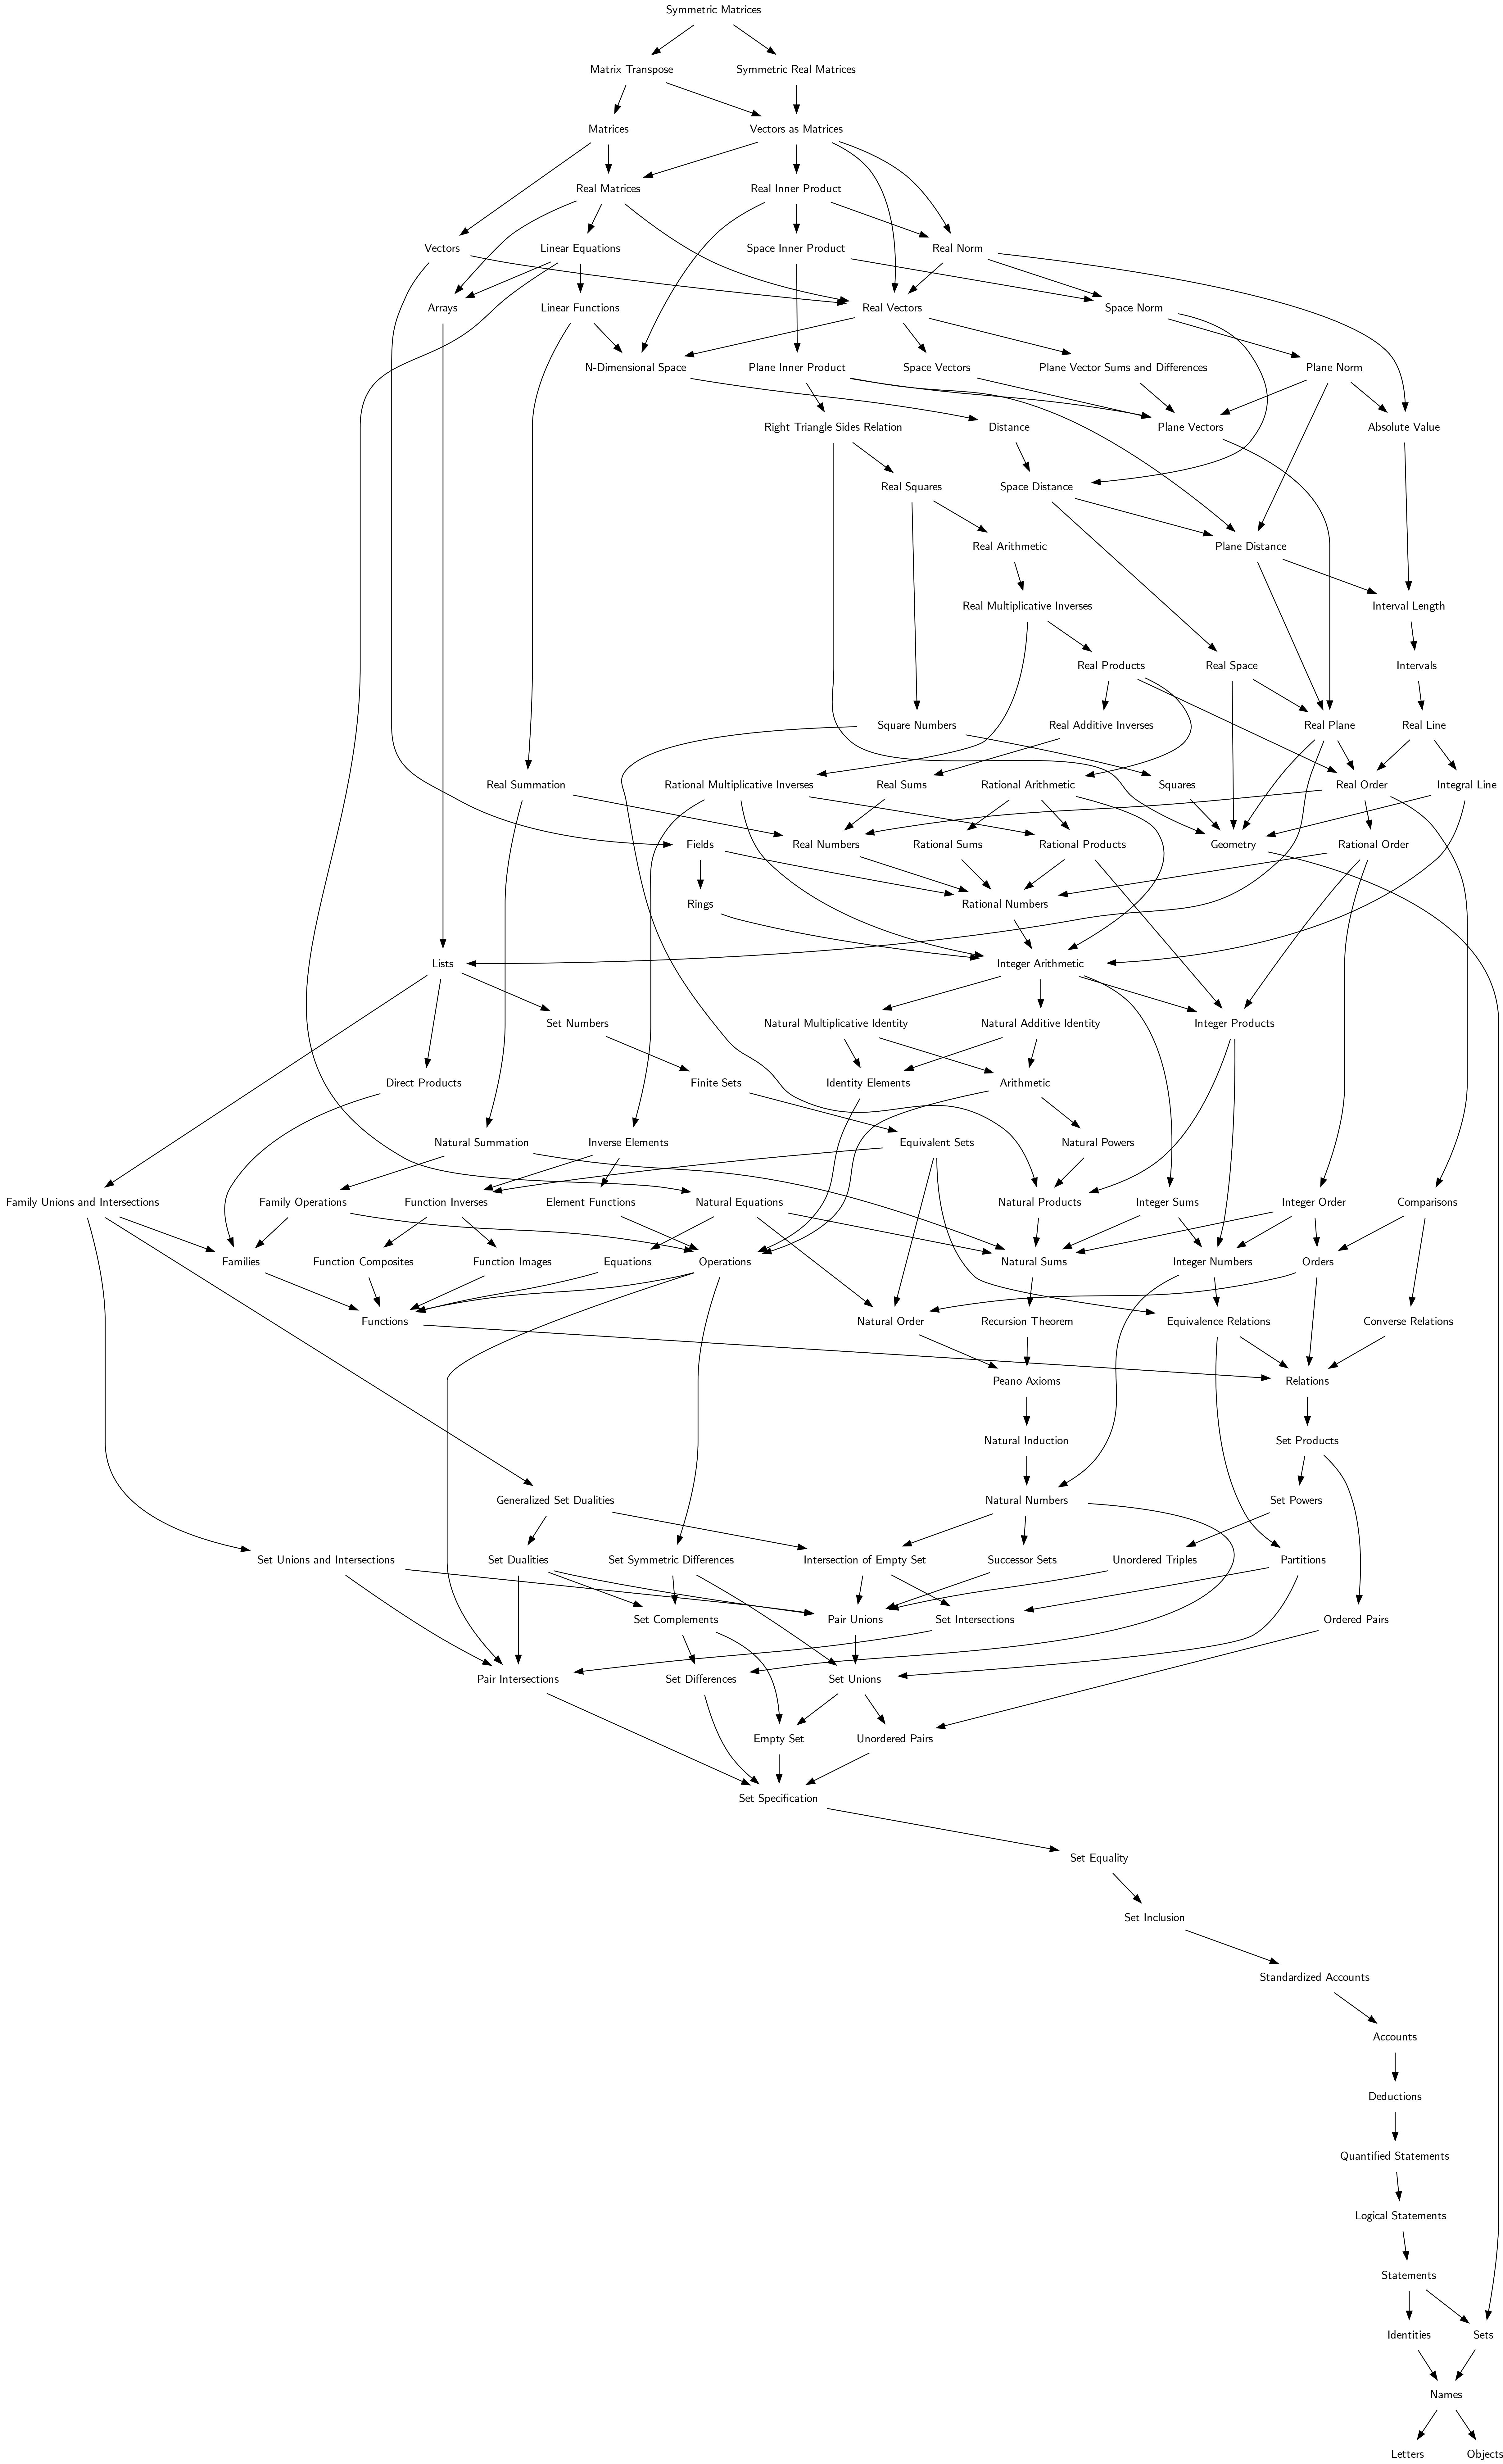 Symmetric Matrices
Matrix Transpose
Symmetric Real Matrices
Matrices
Vectors as Matrices
Real Matrices
Real Inner Product
Vectors
Linear Equations
Space Inner Product
Real Norm
Arrays
Linear Functions
Real Vectors
Space Norm
N-Dimensional Space
Plane Inner Product
Space Vectors
Plane Vector Sums and Differences
Plane Norm
Right Triangle Sides Relation
Distance
Plane Vectors
Absolute Value
Real Squares
Space Distance
Real Arithmetic
Plane Distance
Real Multiplicative Inverses
Interval Length
Real Products
Real Space
Intervals
Square Numbers
Real Additive Inverses
Real Plane
Real Line
Real Summation
Rational Multiplicative Inverses
Real Sums
Rational Arithmetic
Squares
Real Order
Integral Line
Fields
Real Numbers
Rational Sums
Rational Products
Geometry
Rational Order
Rings
Rational Numbers
Lists
Integer Arithmetic
Set Numbers
Natural Multiplicative Identity
Natural Additive Identity
Integer Products
Direct Products
Finite Sets
Identity Elements
Arithmetic
Natural Summation
Inverse Elements
Equivalent Sets
Natural Powers
Family Unions and Intersections
Family Operations
Function Inverses
Element Functions
Natural Equations
Natural Products
Integer Sums
Integer Order
Comparisons
Families
Function Composites
Function Images
Equations
Operations
Natural Sums
Integer Numbers
Orders
Functions
Natural Order
Recursion Theorem
Equivalence Relations
Converse Relations
Peano Axioms
Relations
Natural Induction
Set Products
Generalized Set Dualities
Natural Numbers
Set Powers
Set Unions and Intersections
Set Dualities
Set Symmetric Differences
Intersection of Empty Set
Successor Sets
Unordered Triples
Partitions
Set Complements
Pair Unions
Set Intersections
Ordered Pairs
Pair Intersections
Set Differences
Set Unions
Empty Set
Unordered Pairs
Set Specification
Set Equality
Set Inclusion
Standardized Accounts
Accounts
Deductions
Quantified Statements
Logical Statements
Statements
Identities
Sets
Names
Letters
Objects